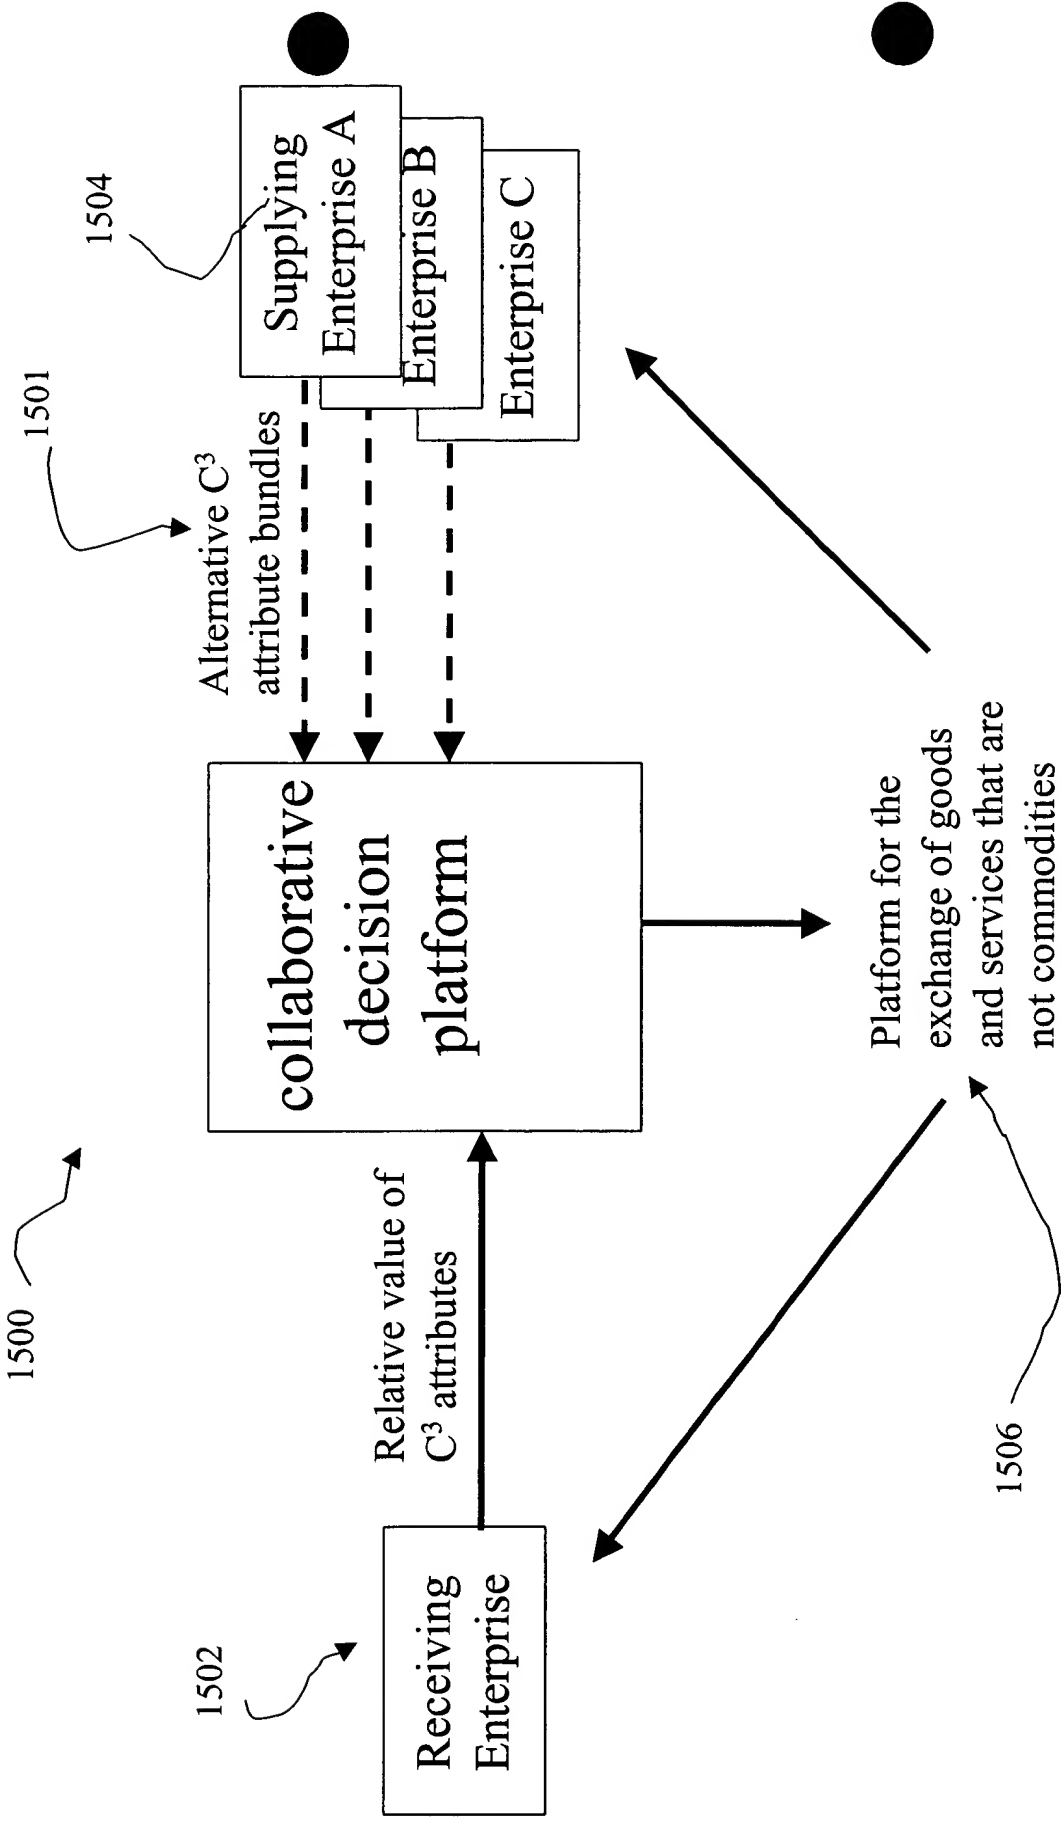 1500
1502
Receiving
Enterprise
Relative value of
C³ attributes
collaborative
decision
platform
1501
Alternative C³
attribute bundles
1504
Supplying
Enterprise A
Enterprise B
Enterprise C
Platform for the
exchange of goods
and services that are
not commodities
1506